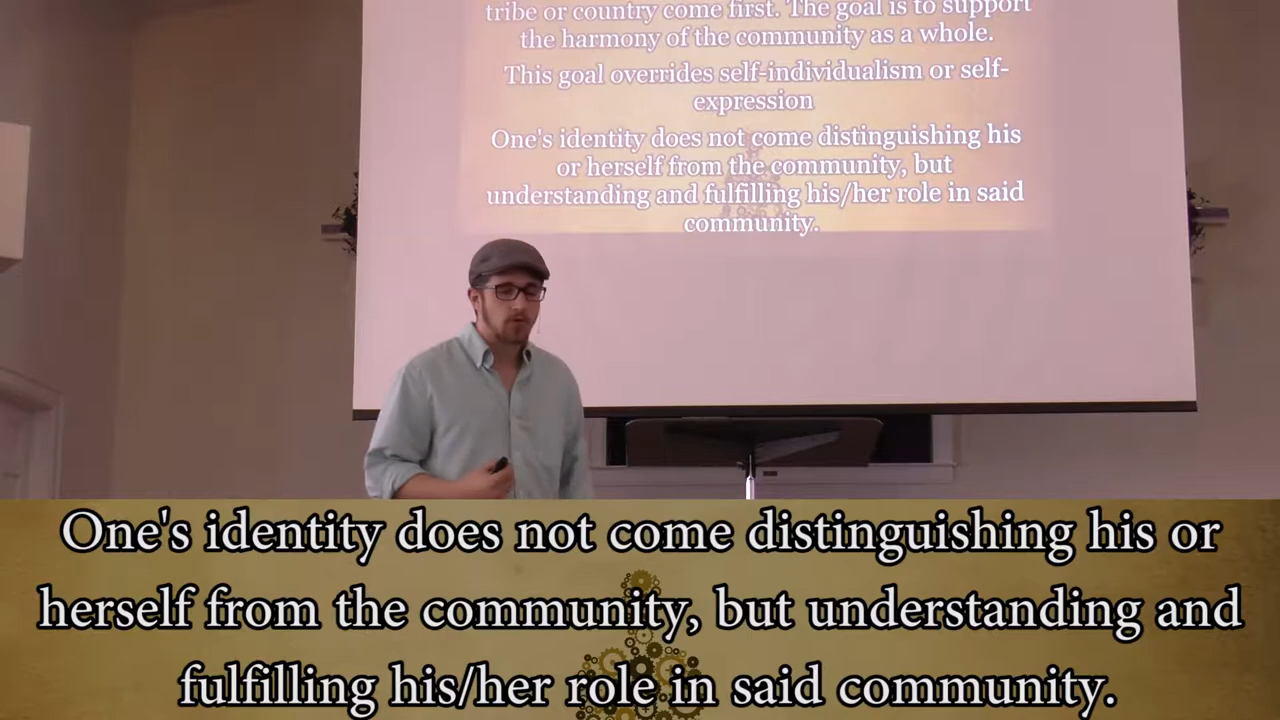 tribe or country come first. The goal is to support
the harmony of the community as a whole.
This goal overrides self-individualism or self-
expression
One's identity does not come distinguishing his
or herself from the community, but
understanding and fulfilling his/her role in said
community.
One's identity does not come distinguishing his or
herself from the community, but understanding and
fulfilling his/her role in said community.